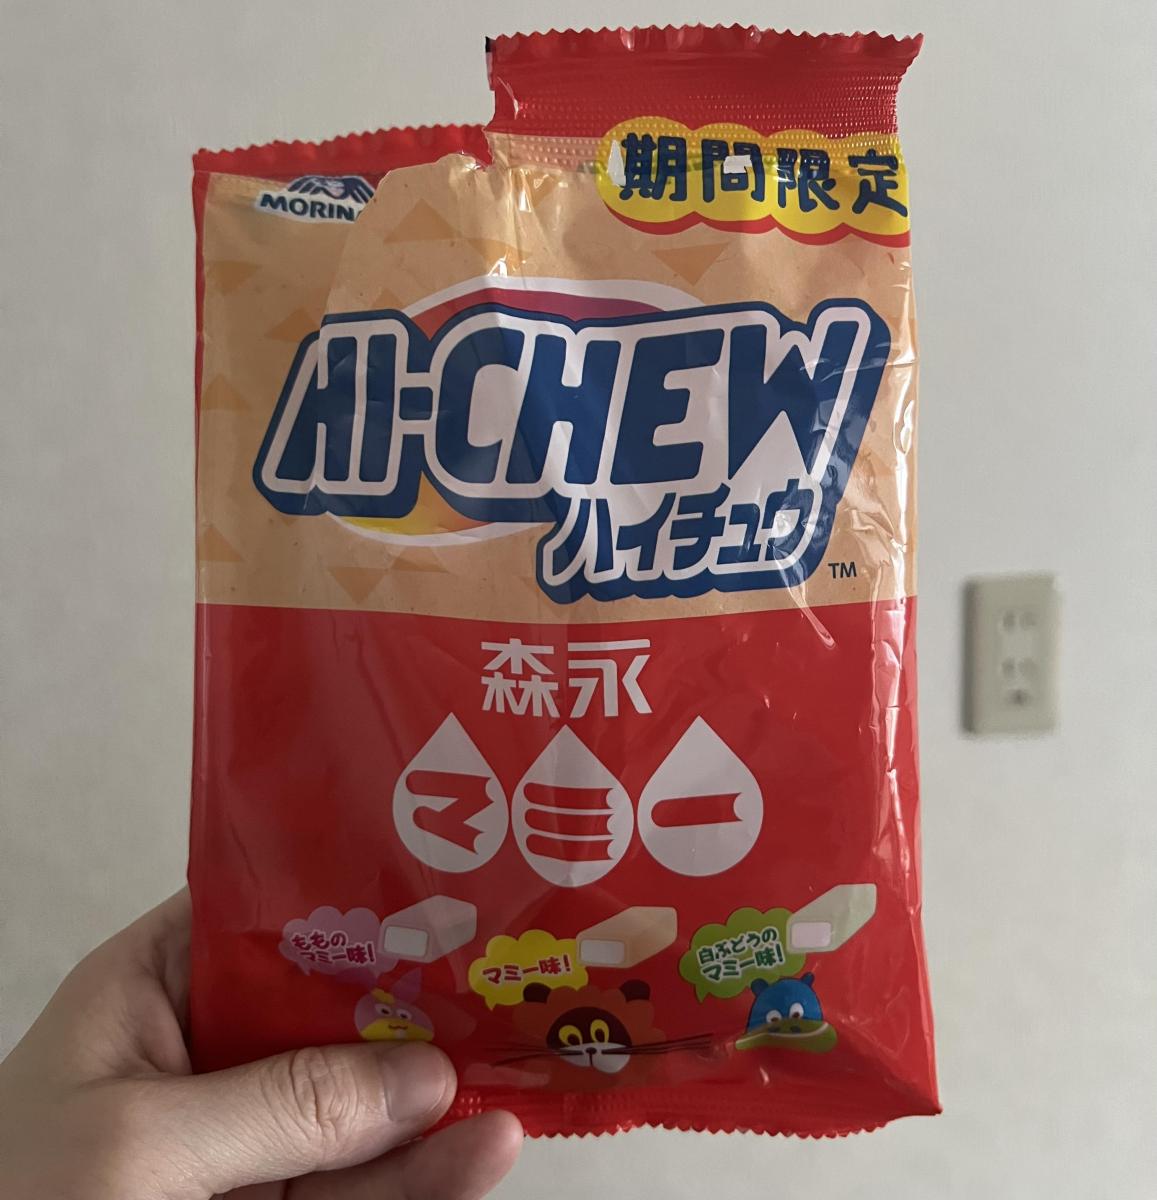 期間限定
MORINA
HI-CHEW
ハイチュウ
TM
森永
マミー
ももの
マミー味!
マミー味!
白ぶどうの
マミー味!